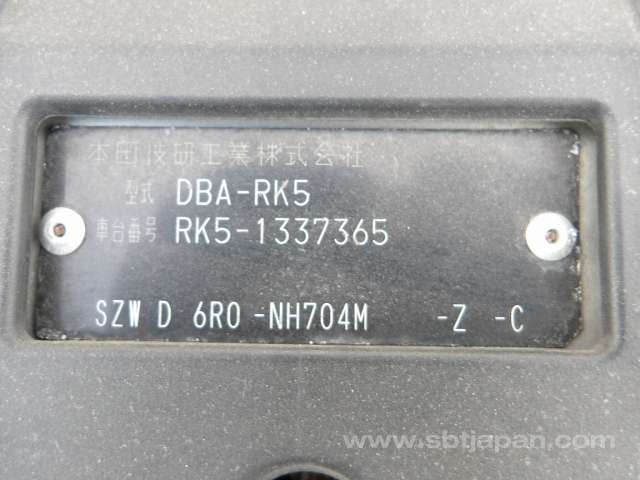 本田技研工業株式会社
型式 DBA-RK5
車台番号 RK5-1337365
SZW D 6R0 -NH704M -Z -C
www.sbtjapan.com